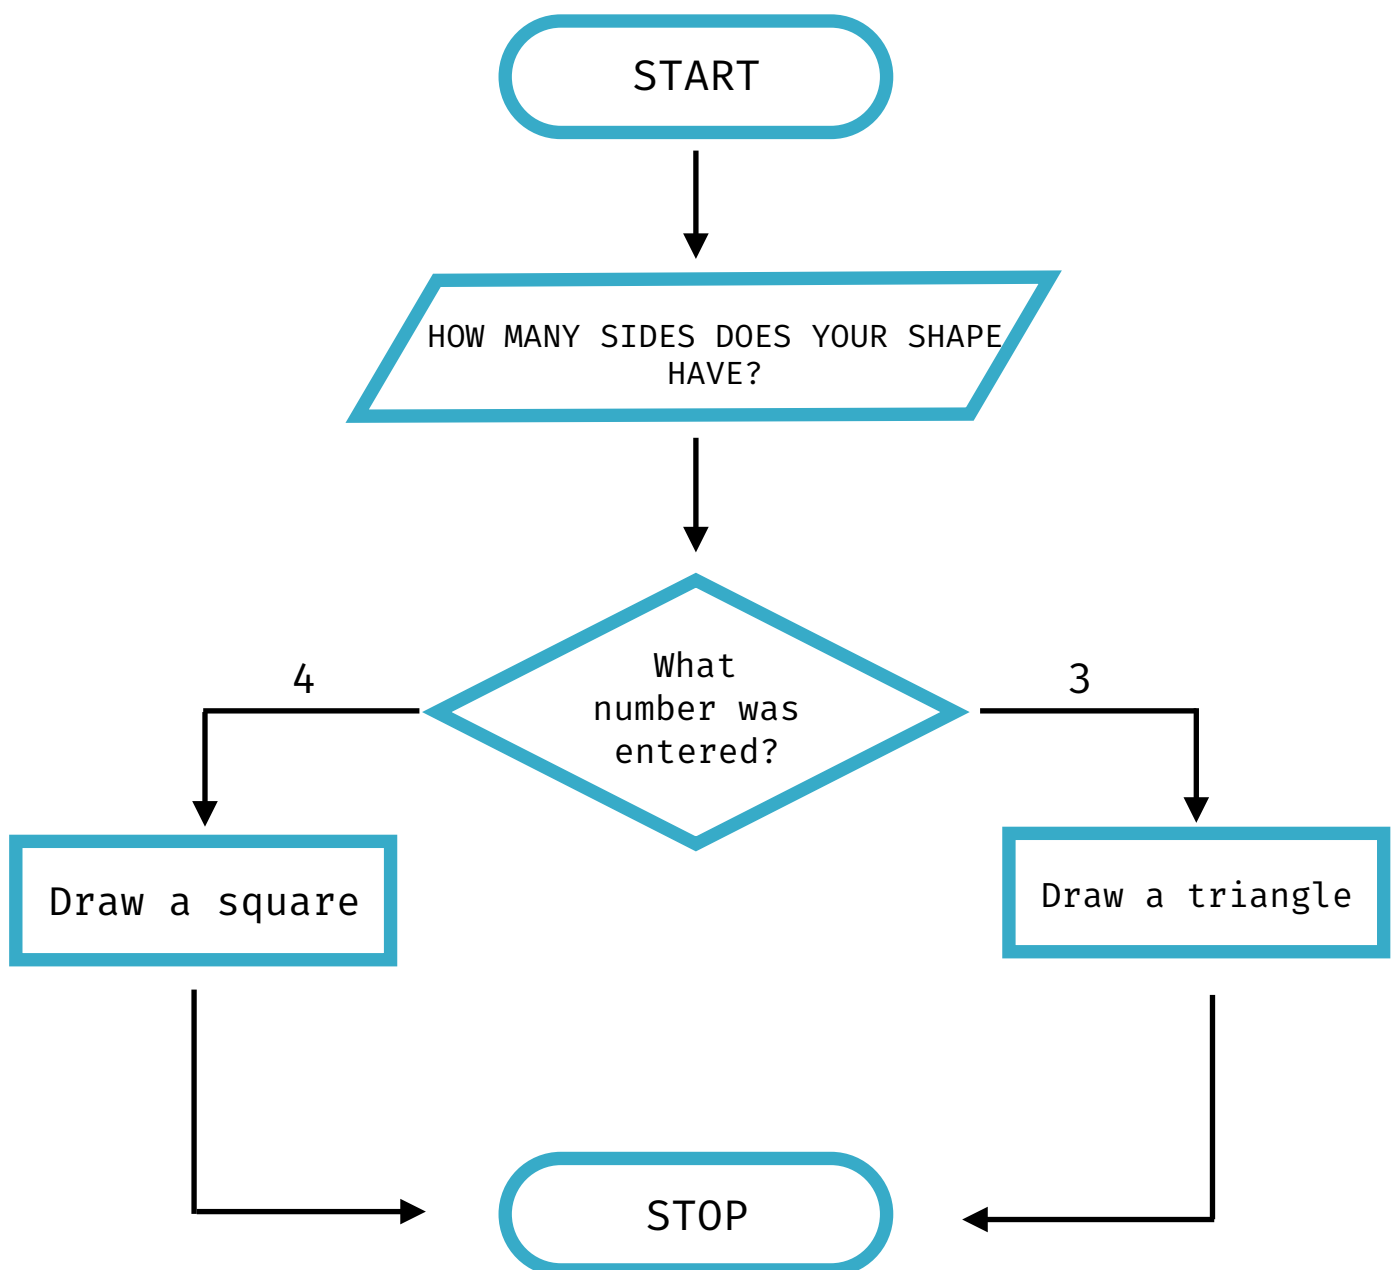 START
HOW MANY SIDES DOES YOUR SHAPE
HAVE?
What
number was
entered?
4
3
Draw a square
Draw a triangle
STOP